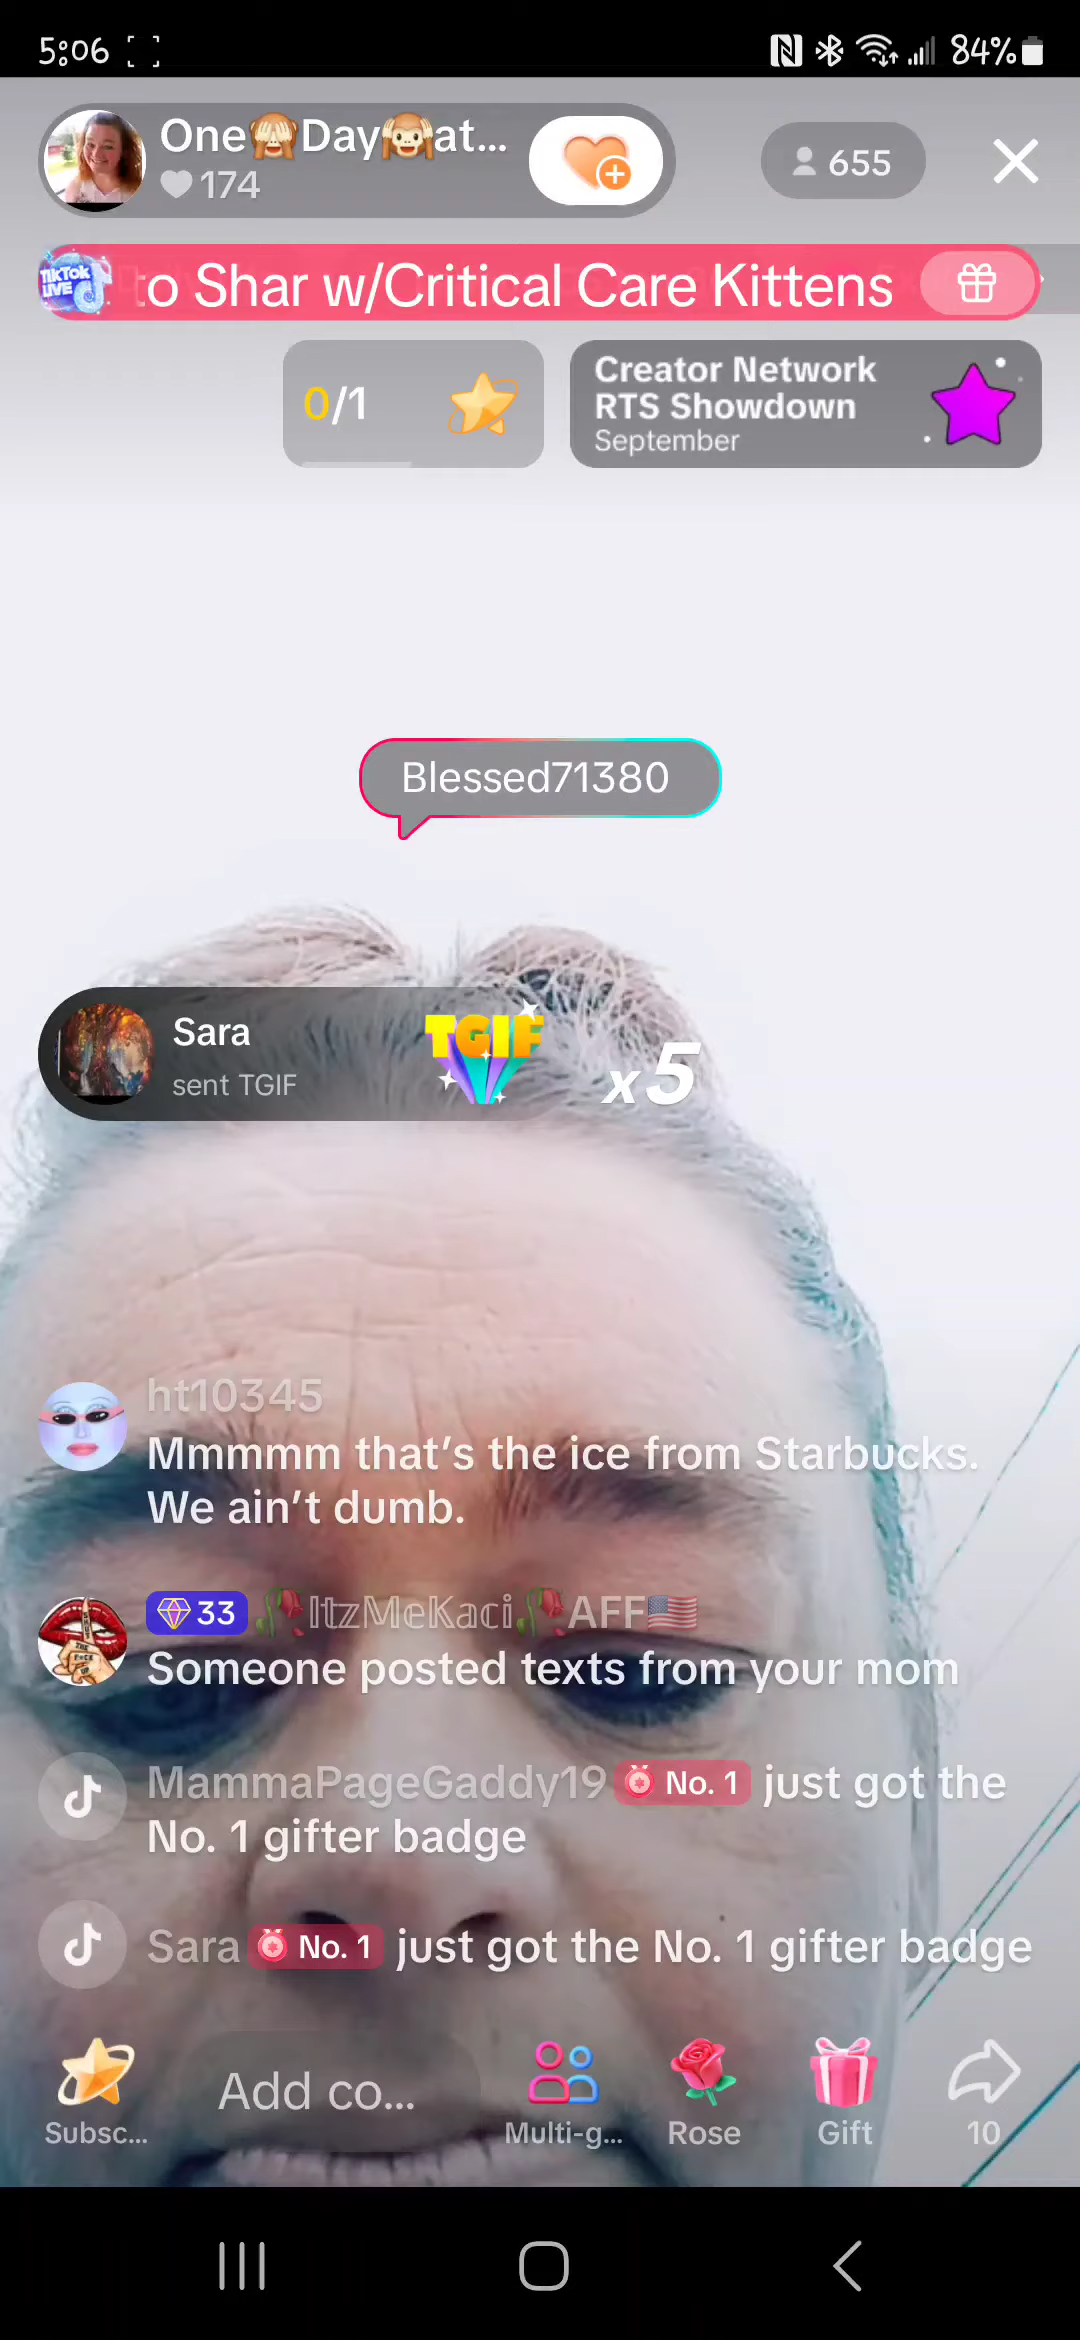 5:06
84%
One🙈Day🙉at...
174
655
TikTok
LIVE
to Shar w/Critical Care Kittens
0/1
Creator Network
RTS Showdown
September
Blessed71380
Sara
sent TGIF
TGIF
x5
ht10345
Mmmmm that's the ice from Starbucks.
We ain't dumb.
33 🥀ItzMeKaci🥀AFF🇺🇸
Someone posted texts from your mom
MammaPageGaddy19 No. 1 just got the
No. 1 gifter badge
Sara No. 1 just got the No. 1 gifter badge
Add co...
Subsc...
Multi-g...
Rose
Gift
10